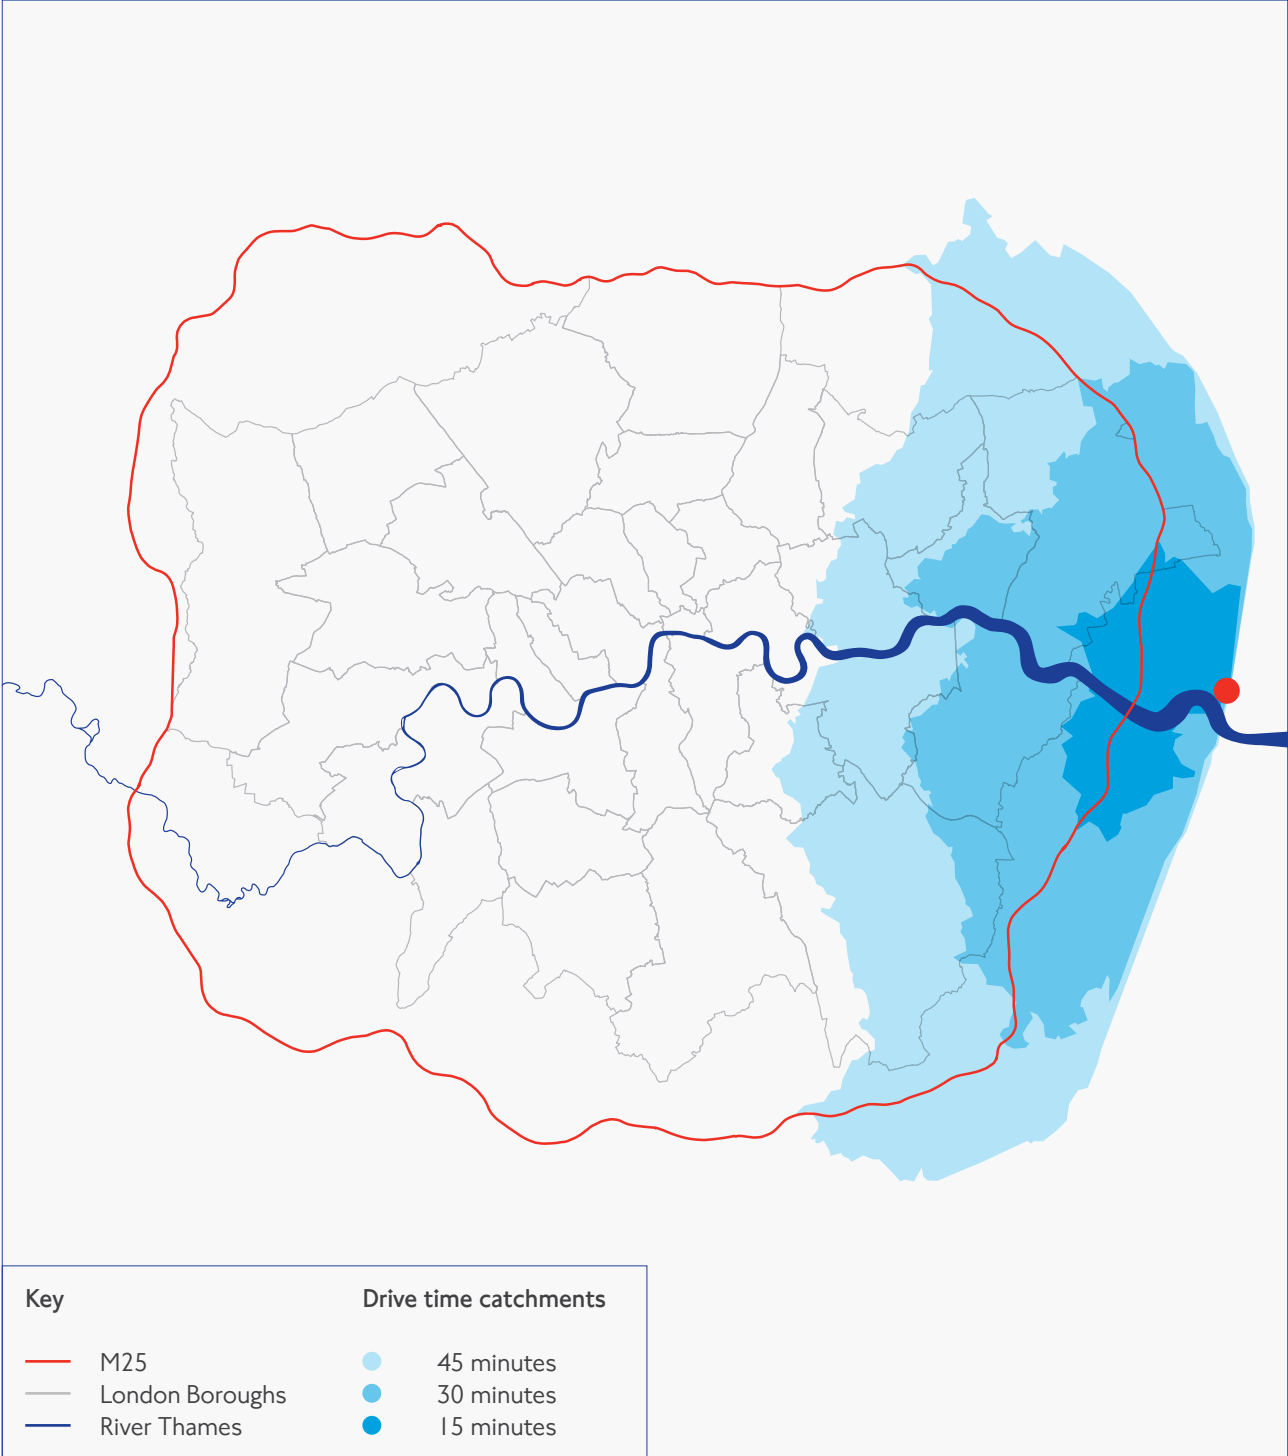 Key
Drive time catchments
M25
45 minutes
London Boroughs
30 minutes
River Thames
15 minutes